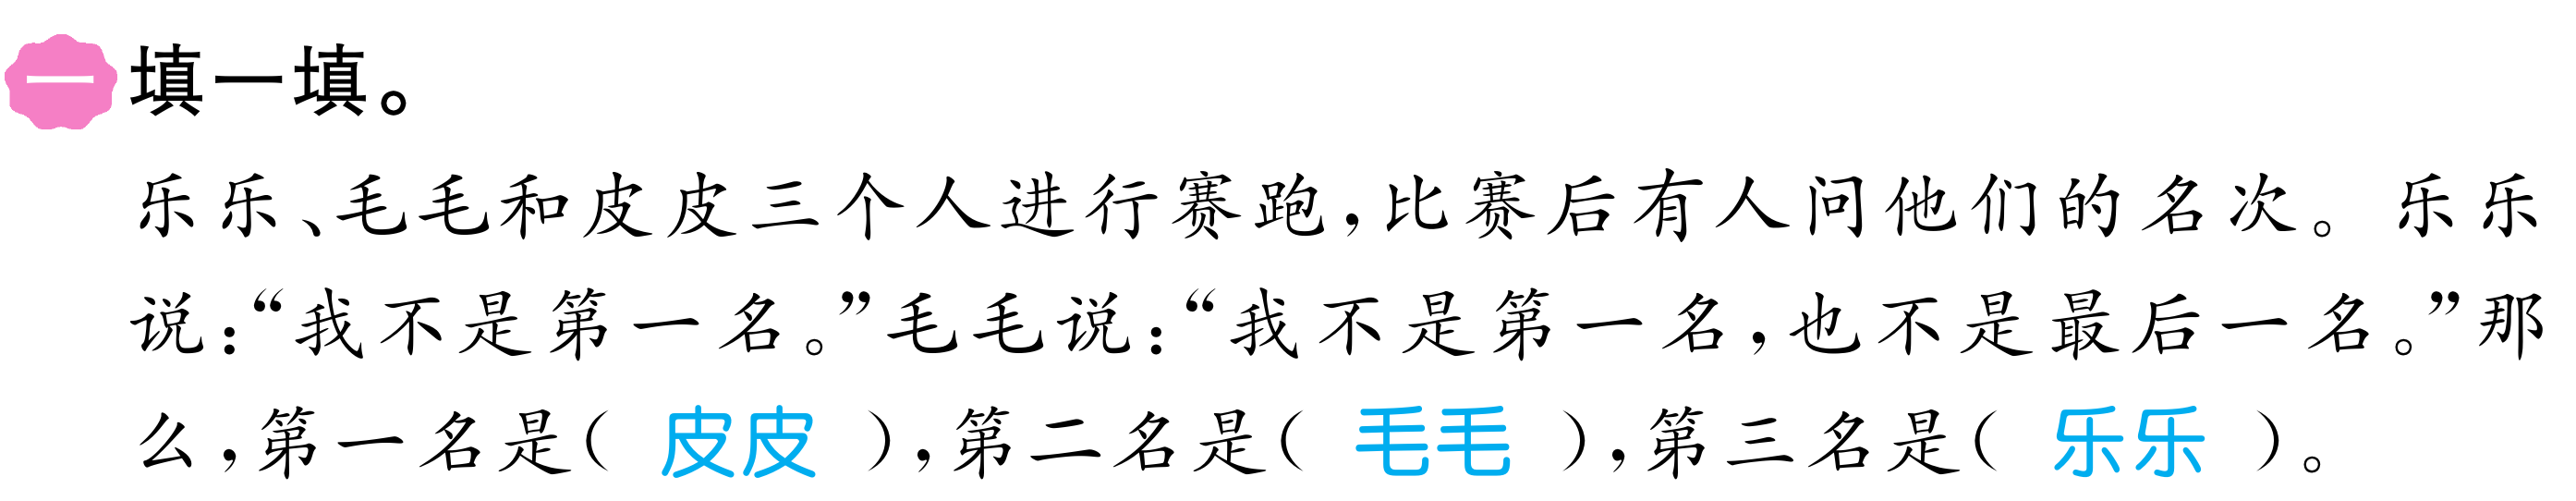 一 填一填。
乐乐、毛毛和皮皮三个人进行赛跑,比赛后有人问他们的名次。乐乐
说:“我不是第一名。”毛毛说:“我不是第一名,也不是最后一名。”那
么,第一名是( 皮皮 ),第二名是( 毛毛 ),第三名是( 乐乐 )。